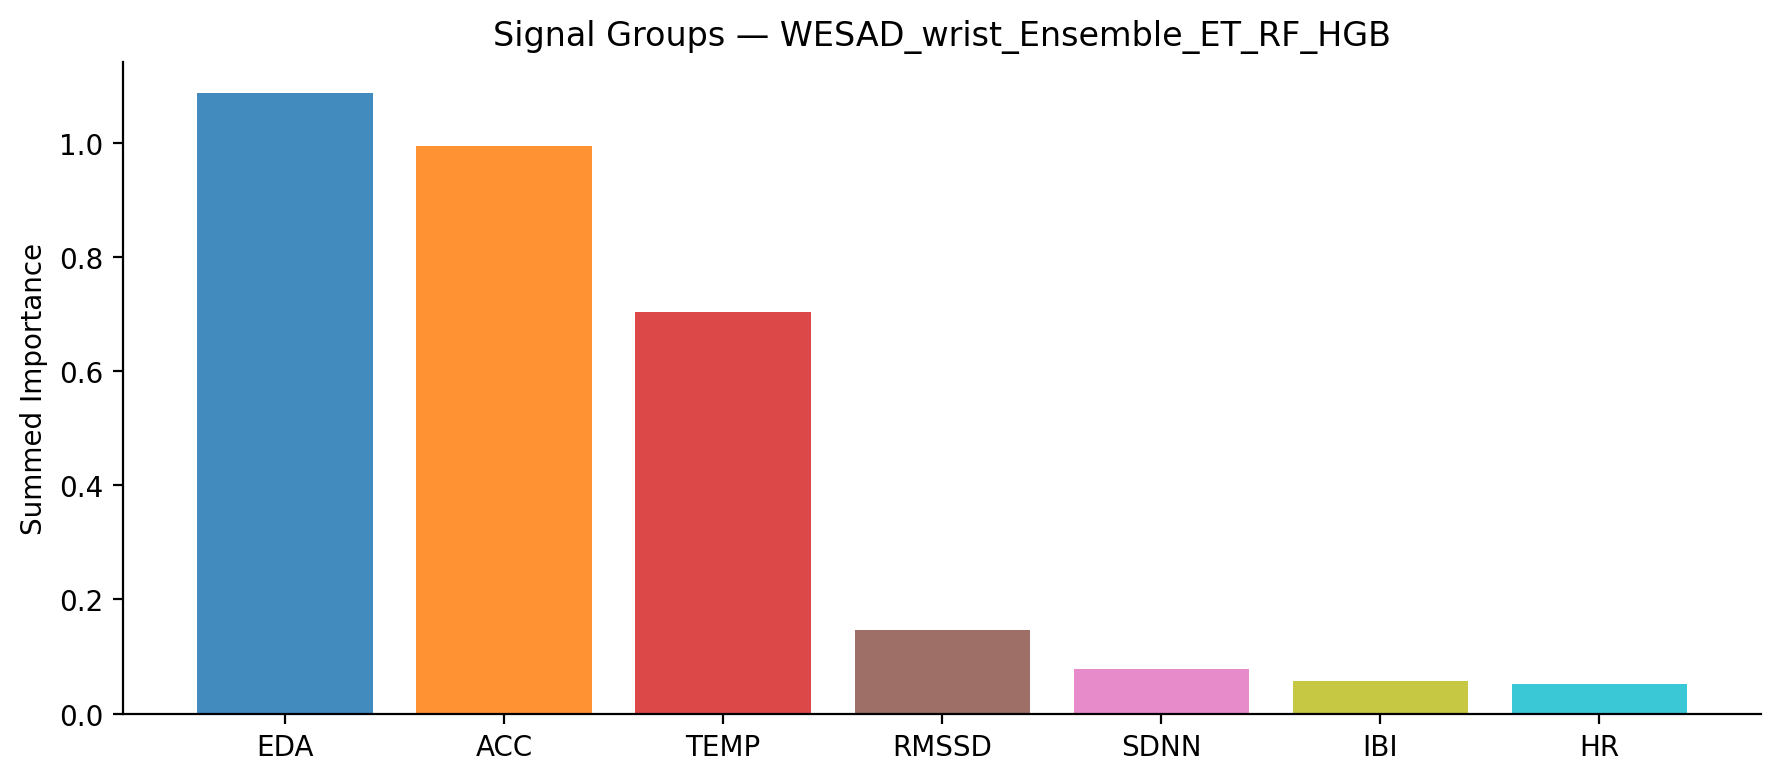 Signal Groups — WESAD_wrist_Ensemble_ET_RF_HGB
Summed Importance
1.0
0.8
0.6
0.4
0.2
0.0
EDA ACC TEMP RMSSD SDNN IBI HR